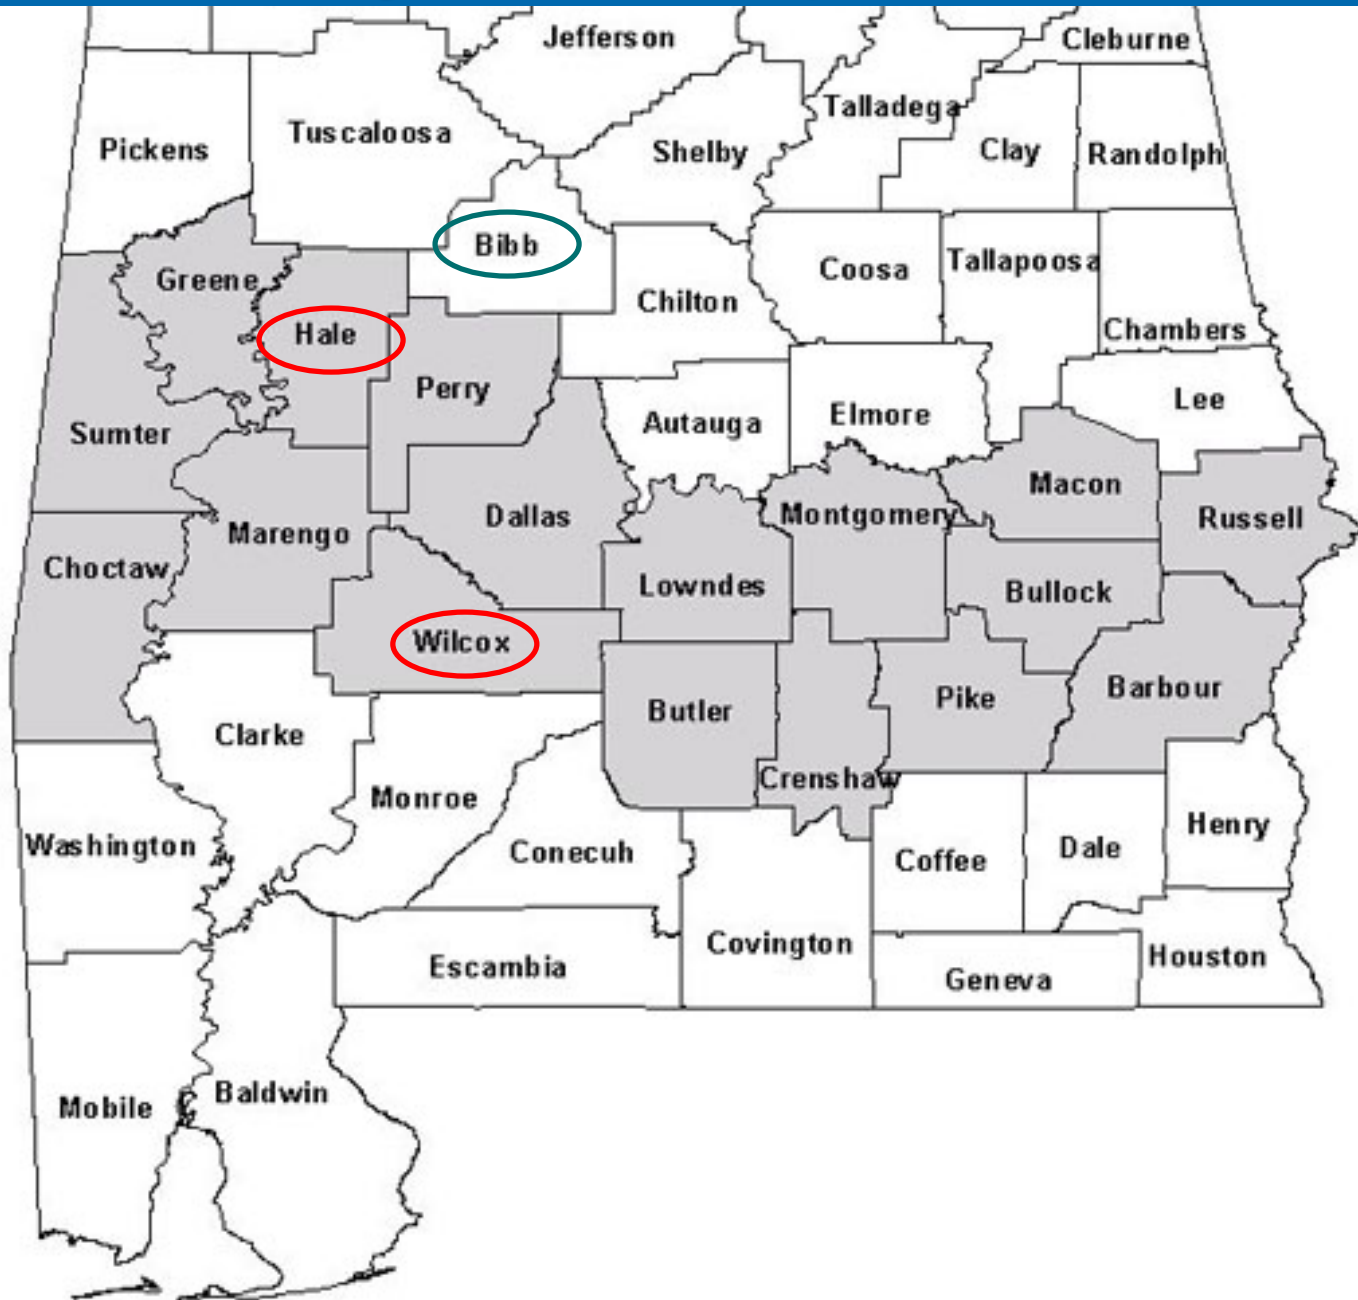 Jefferson
Cleburne
Talladega
Tuscaloosa
Pickens
Shelby
Clay
Randolph
Bibb
Greene
Coosa
Tallapoosa
Chilton
Hale
Chambers
Perry
Lee
Sumter
Autauga
Elmore
Macon
Marengo
Dallas
Montgomery
Russell
Choctaw
Lowndes
Bullock
Wilcox
Barbour
Pike
Butler
Clarke
Crenshaw
Monroe
Henry
Washington
Conecuh
Coffee
Dale
Covington
Houston
Escambia
Geneva
Baldwin
Mobile